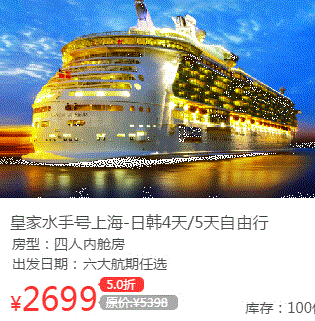 皇家水手号上海-日韩4天/5天自由行
房型：四人内舱房
出发日期：六大航期任选
¥2699
5.0折
原价:¥5398
库存：100